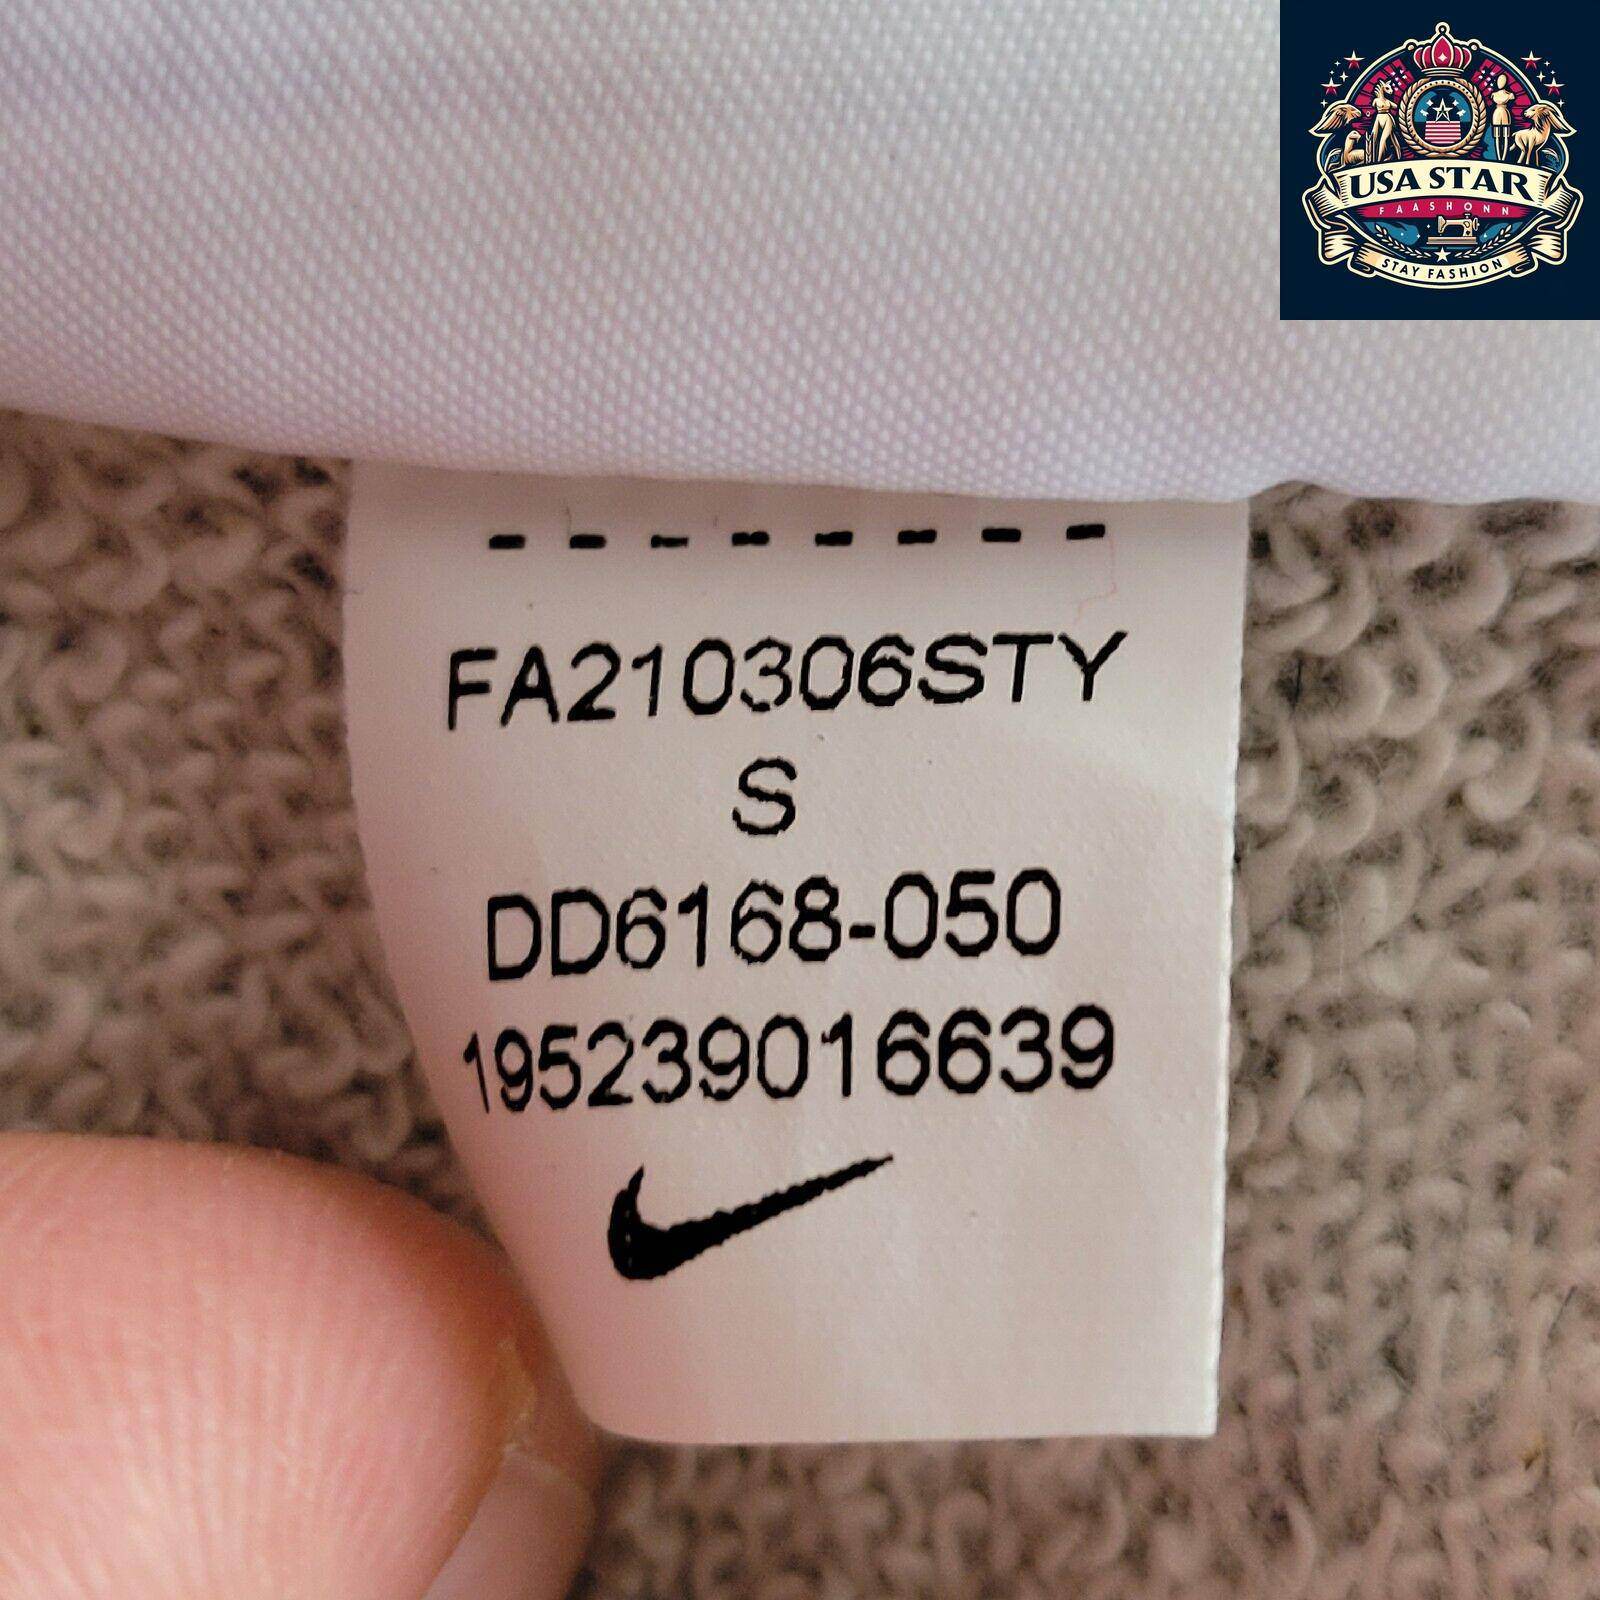 USA STAR
FAASHONN
STAY FASHION
- - - - - - - -
FA210306STY
S
DD6168-050
195239016639